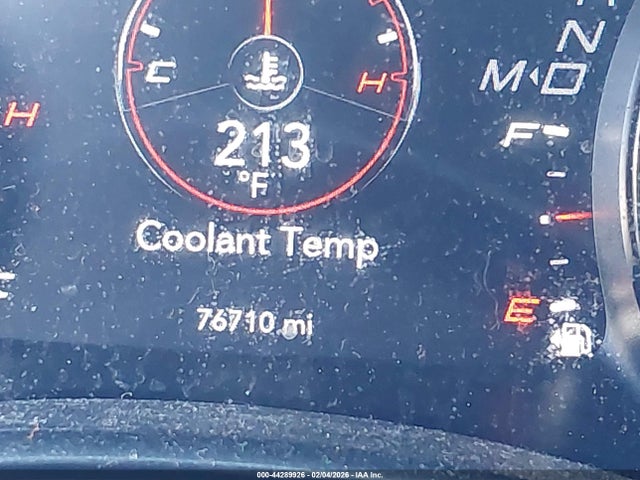 N
C
H
M D
H
F
213
°F
Coolant Temp
E
76710 mi
000-44289926 - 02/04/2026 - IAA Inc.